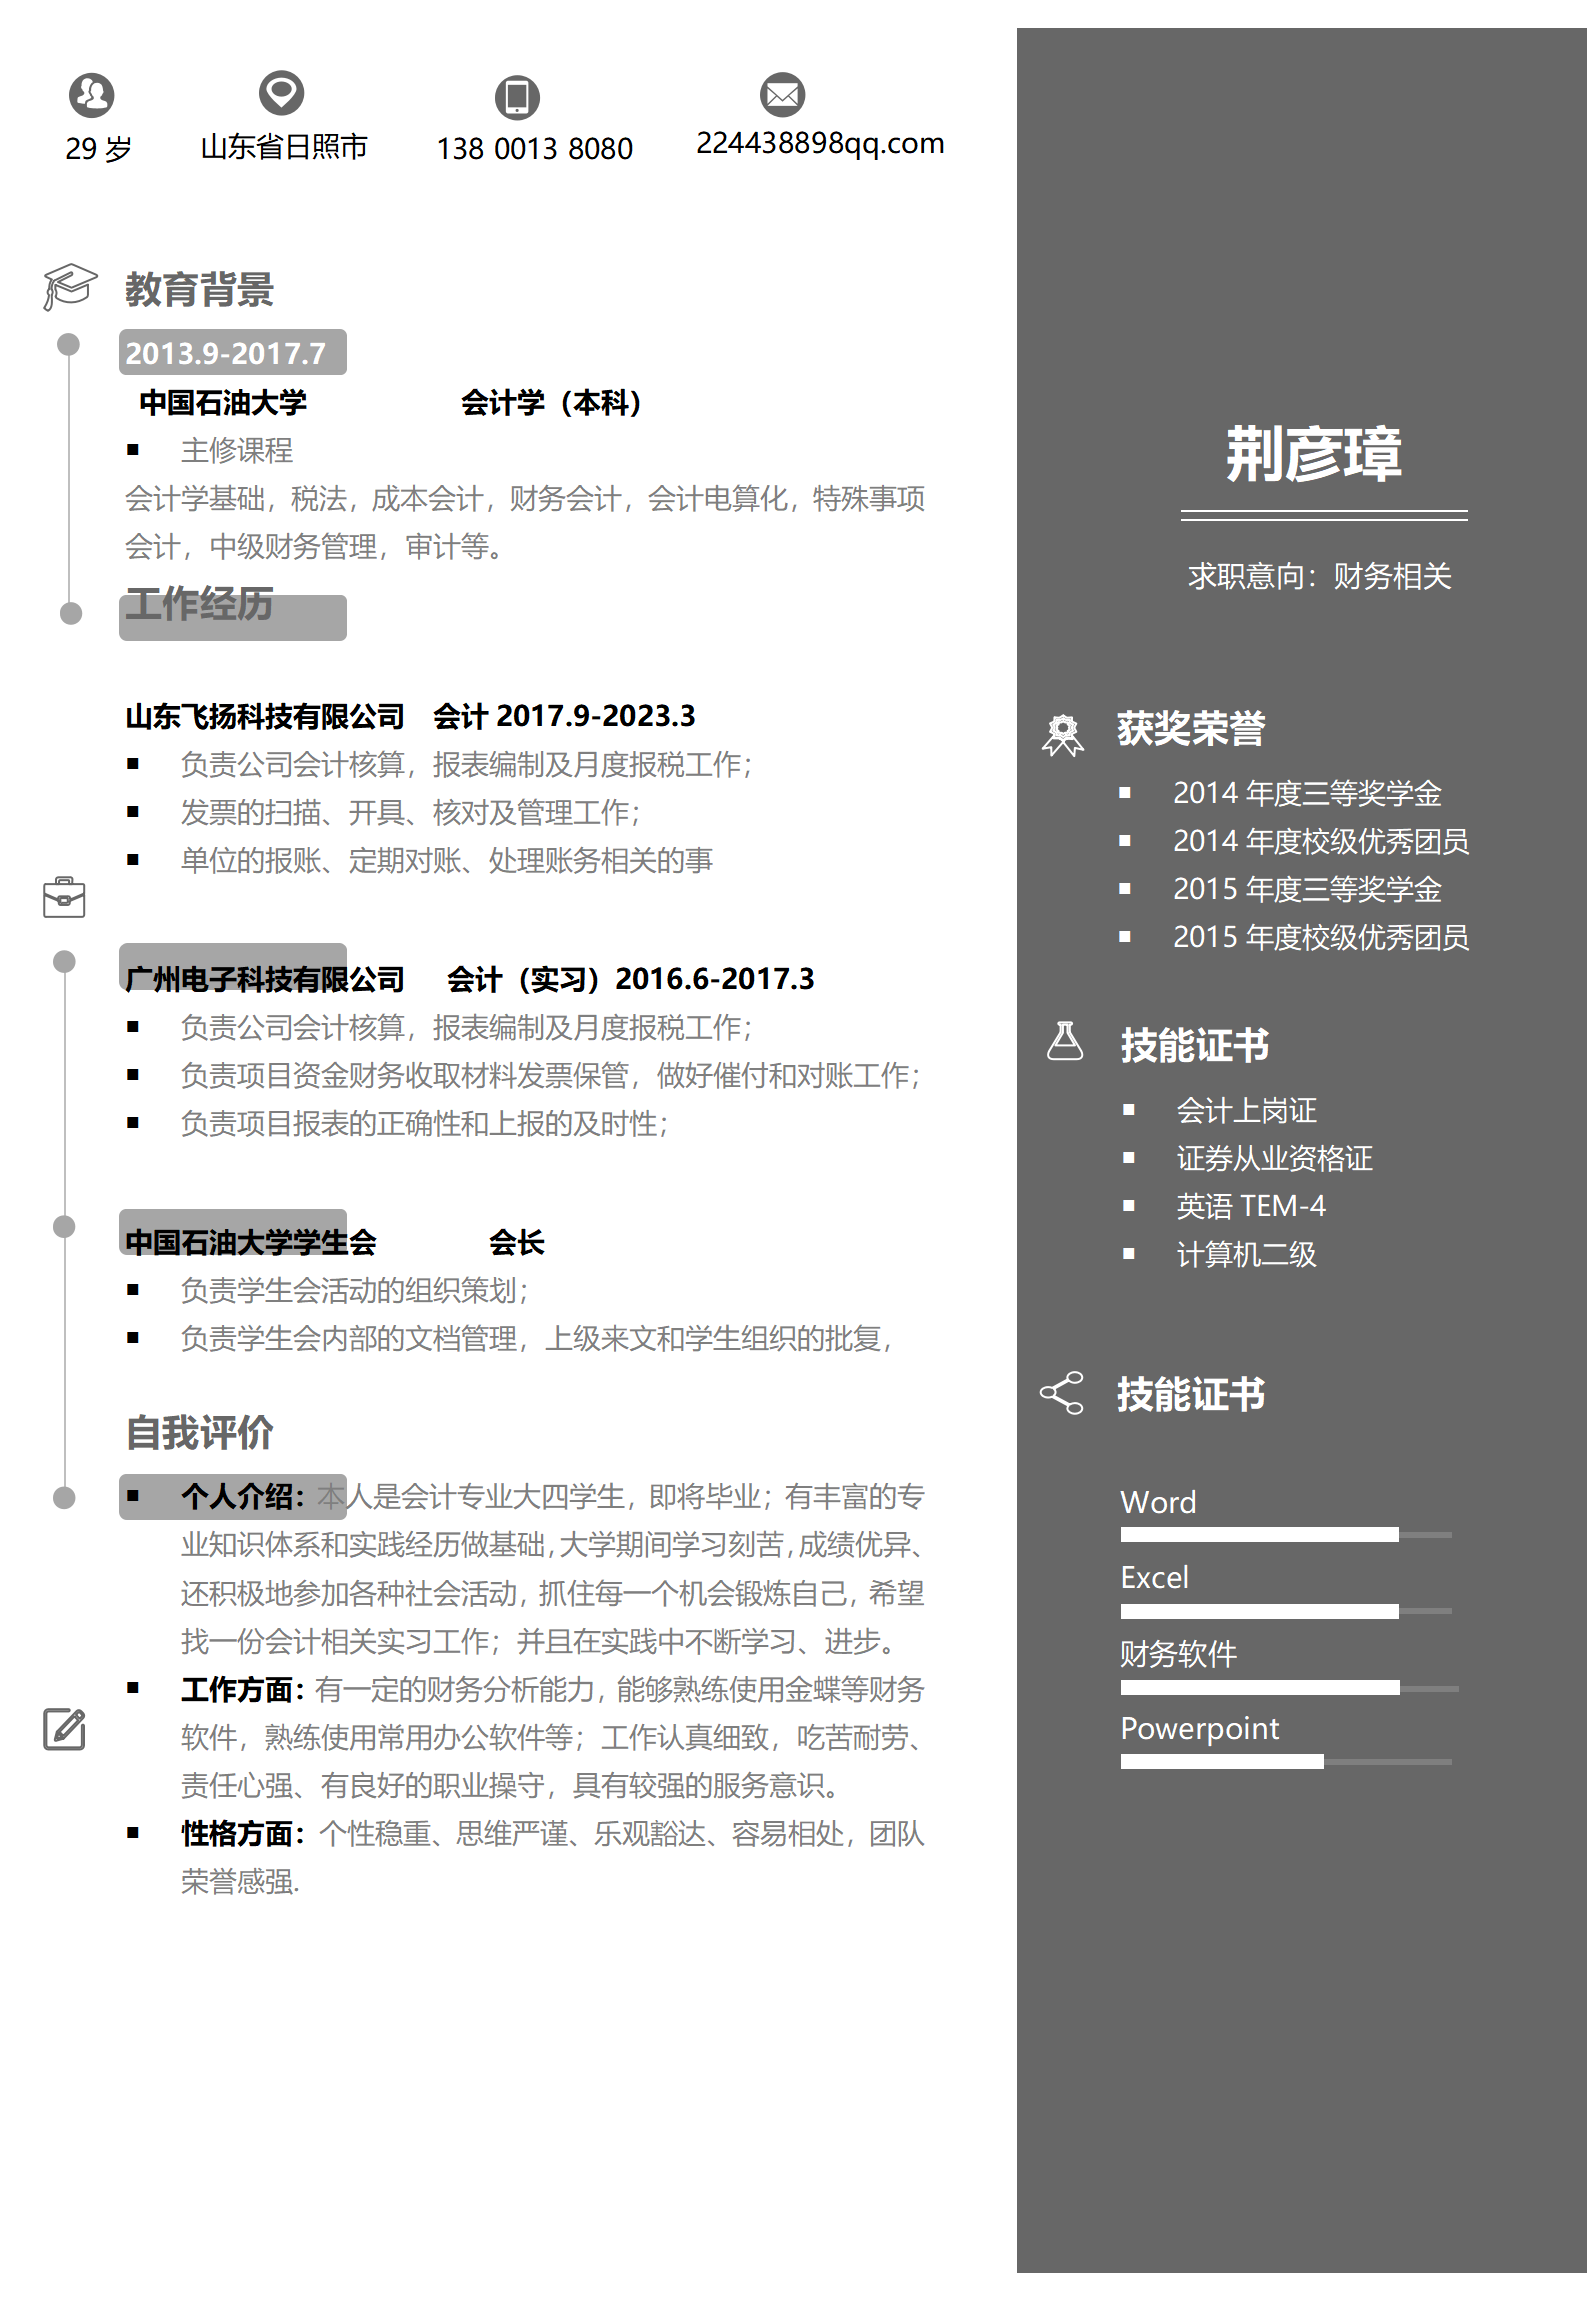 29 岁
山东省日照市
138 0013 8080
224438898qq.com
教育背景
2013.9-2017.7
中国石油大学 会计学（本科）
▪ 主修课程
会计学基础，税法，成本会计，财务会计，会计电算化，特殊事项
会计，中级财务管理，审计等。
工作经历
山东飞扬科技有限公司 会计 2017.9-2023.3
▪ 负责公司会计核算，报表编制及月度报税工作；
▪ 发票的扫描、开具、核对及管理工作；
▪ 单位的报账、定期对账、处理账务相关的事
广州电子科技有限公司 会计（实习）2016.6-2017.3
▪ 负责公司会计核算，报表编制及月度报税工作；
▪ 负责项目资金财务收取材料发票保管，做好催付和对账工作；
▪ 负责项目报表的正确性和上报的及时性；
中国石油大学学生会 会长
▪ 负责学生会活动的组织策划；
▪ 负责学生会内部的文档管理，上级来文和学生组织的批复，
自我评价
▪ 个人介绍：本人是会计专业大四学生，即将毕业；有丰富的专
业知识体系和实践经历做基础,大学期间学习刻苦,成绩优异、
还积极地参加各种社会活动，抓住每一个机会锻炼自己，希望
找一份会计相关实习工作；并且在实践中不断学习、进步。
▪ 工作方面：有一定的财务分析能力，能够熟练使用金蝶等财务
软件，熟练使用常用办公软件等；工作认真细致，吃苦耐劳、
责任心强、有良好的职业操守，具有较强的服务意识。
▪ 性格方面：个性稳重、思维严谨、乐观豁达、容易相处，团队
荣誉感强.
荆彦璋
求职意向：财务相关
获奖荣誉
▪ 2014 年度三等奖学金
▪ 2014 年度校级优秀团员
▪ 2015 年度三等奖学金
▪ 2015 年度校级优秀团员
技能证书
▪ 会计上岗证
▪ 证券从业资格证
▪ 英语 TEM-4
▪ 计算机二级
技能证书
Word
Excel
财务软件
Powerpoint